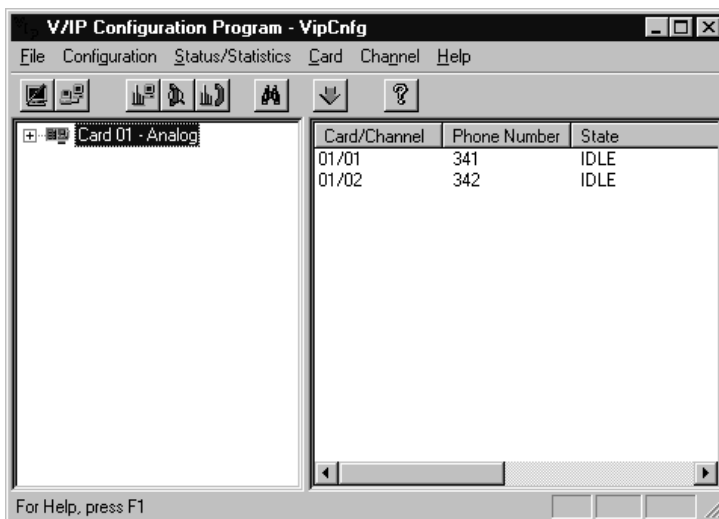 V/IP Configuration Program - VipCnfg
File Configuration Status/Statistics Card Channel Help
Card 01 - Analog
Card/Channel Phone Number State
01/01 341 IDLE
01/02 342 IDLE
For Help, press F1